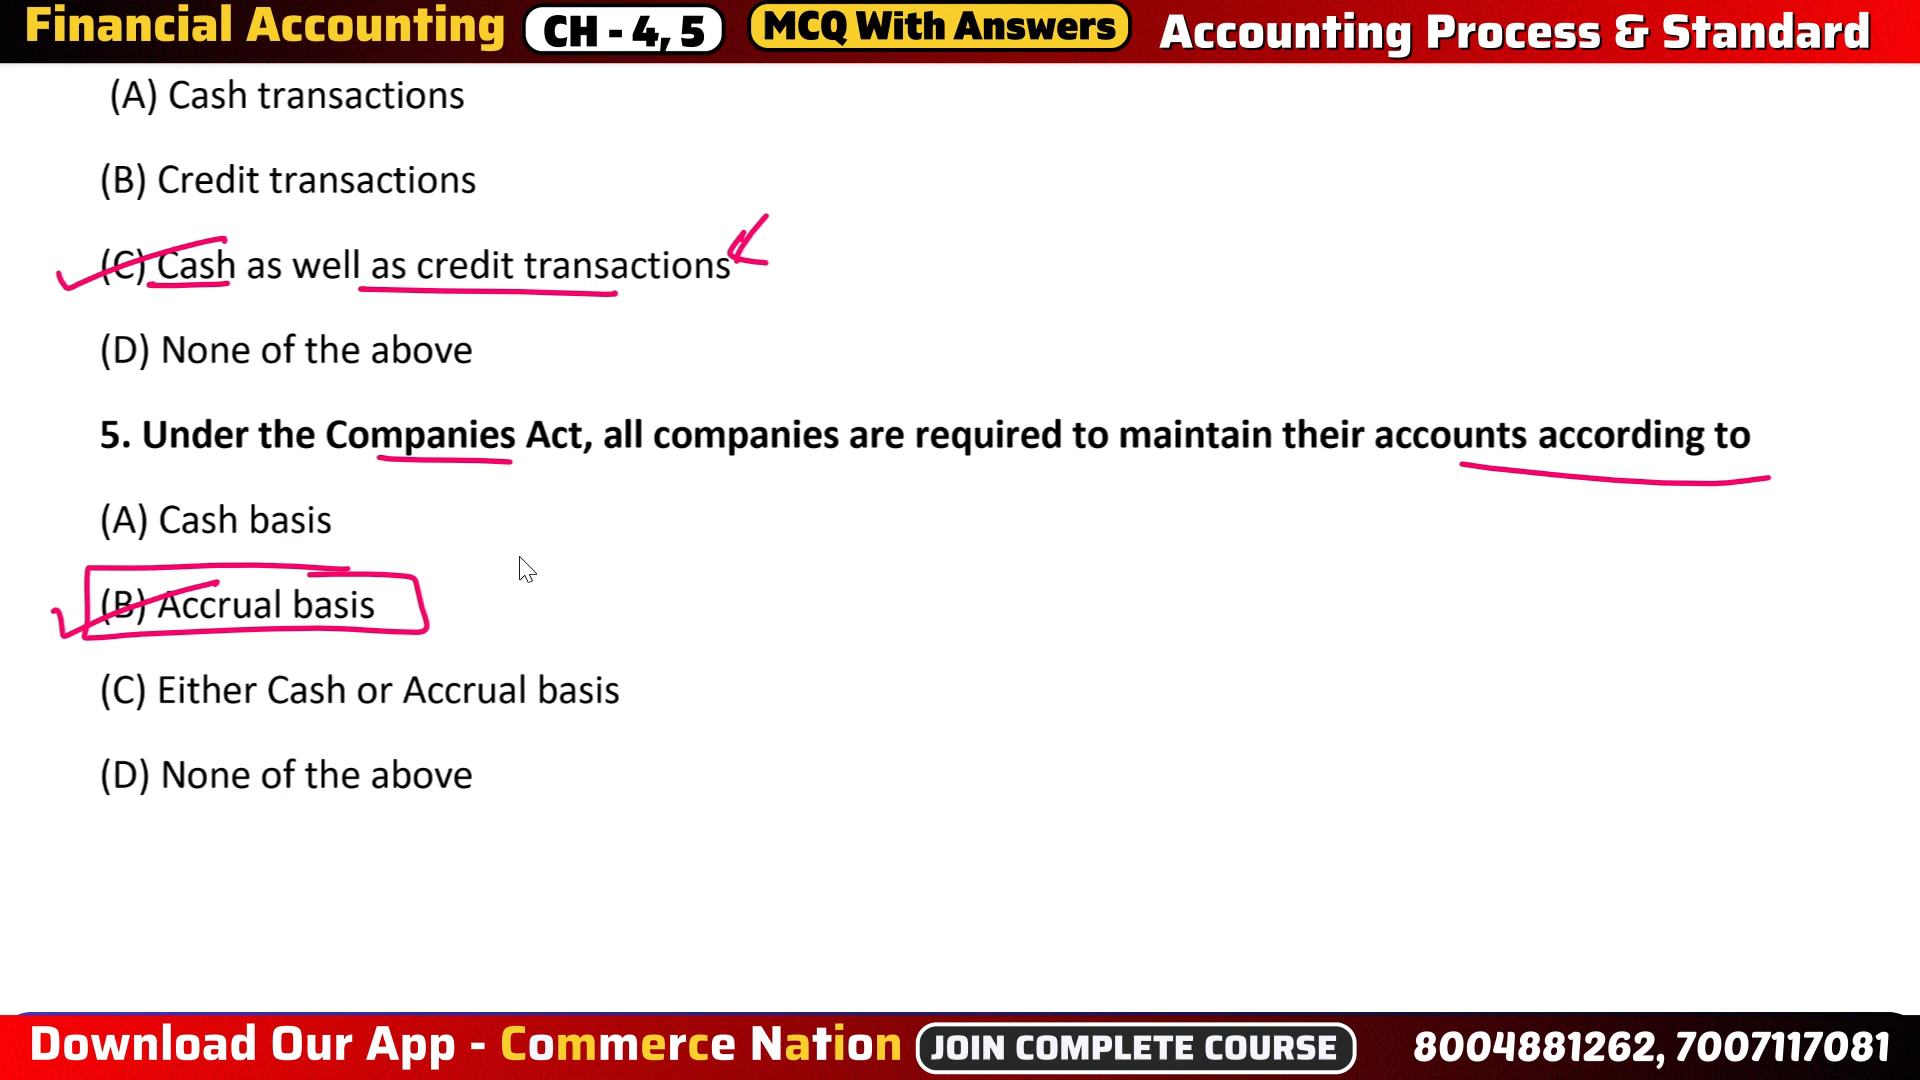 Financial Accounting CH - 4, 5 MCQ With Answers Accounting Process & Standard
(A) Cash transactions
(B) Credit transactions
(C) Cash as well as credit transactions
(D) None of the above
5. Under the Companies Act, all companies are required to maintain their accounts according to
(A) Cash basis
(B) Accrual basis
(C) Either Cash or Accrual basis
(D) None of the above
Download Our App - Commerce Nation JOIN COMPLETE COURSE 8004881262, 7007117081